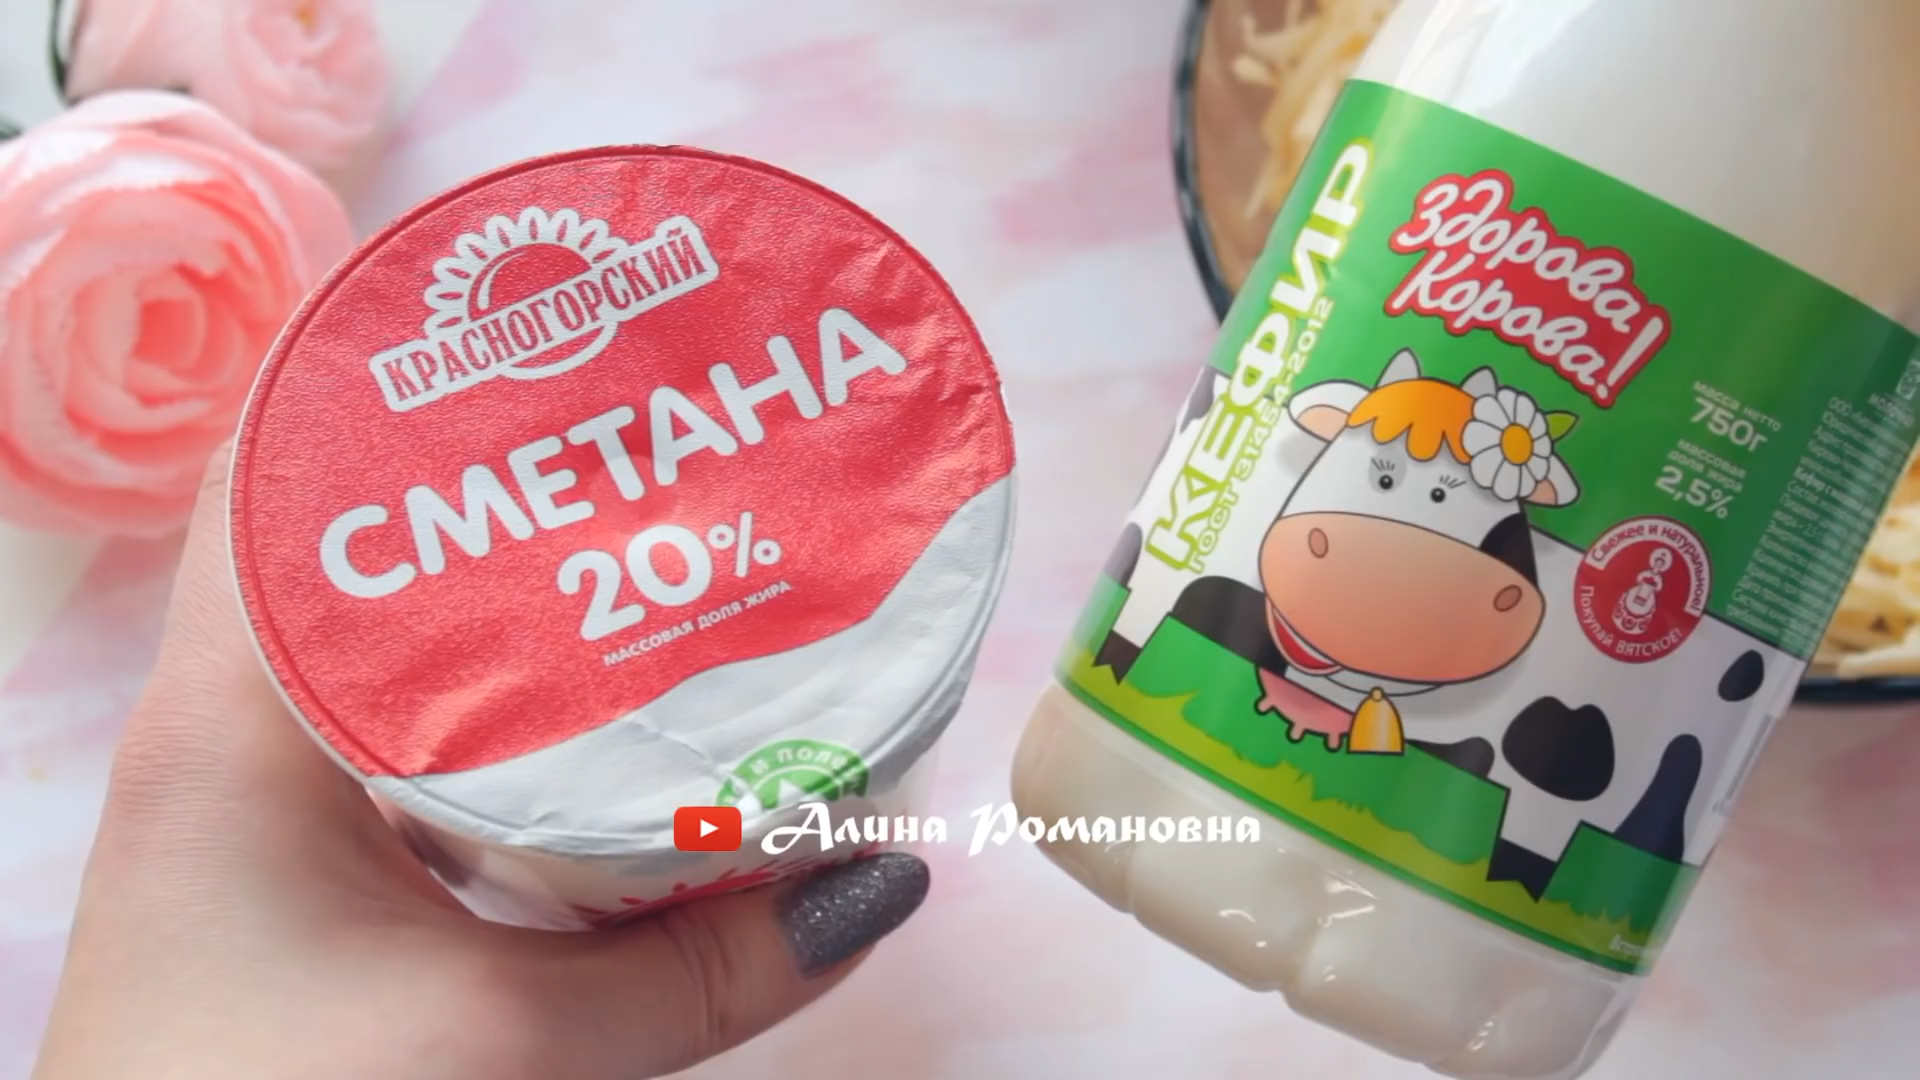 КРАСНОГОРСКИЙ
СМЕТАНА
20%
МАССОВАЯ ДОЛЯ ЖИРА
И ПОЛЕ
КЕФИР
ГОСТ 31454-2012
Здорова
Корова!
МАССА НЕТТО
750г
МАССОВАЯ
ДОЛЯ ЖИРА
2,5%
Свежее и натуральное!
Покупай ВЯТСКОЕ!
Алина Романовна